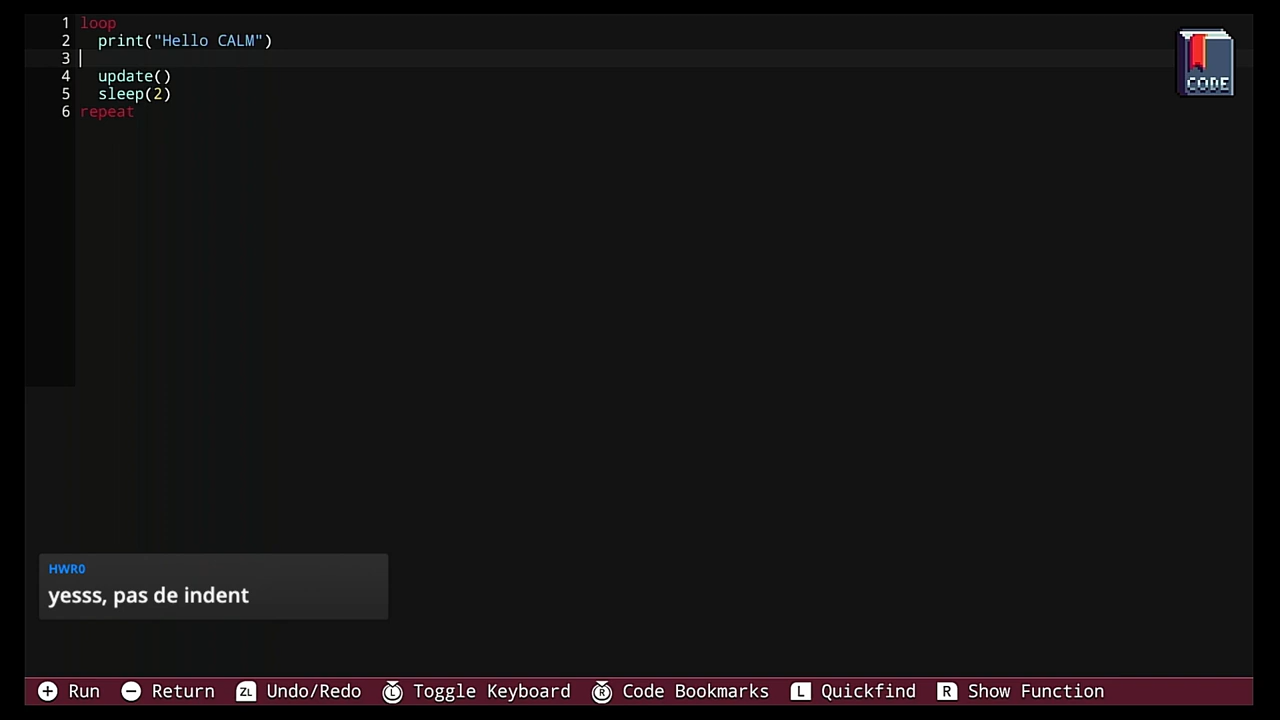 1 loop
2 print("Hello CALM")
3
4 update()
5 sleep(2)
6 repeat
CODE
HWR0
yesss, pas de indent
+ Run - Return ZL Undo/Redo L Toggle Keyboard R Code Bookmarks L Quickfind R Show Function